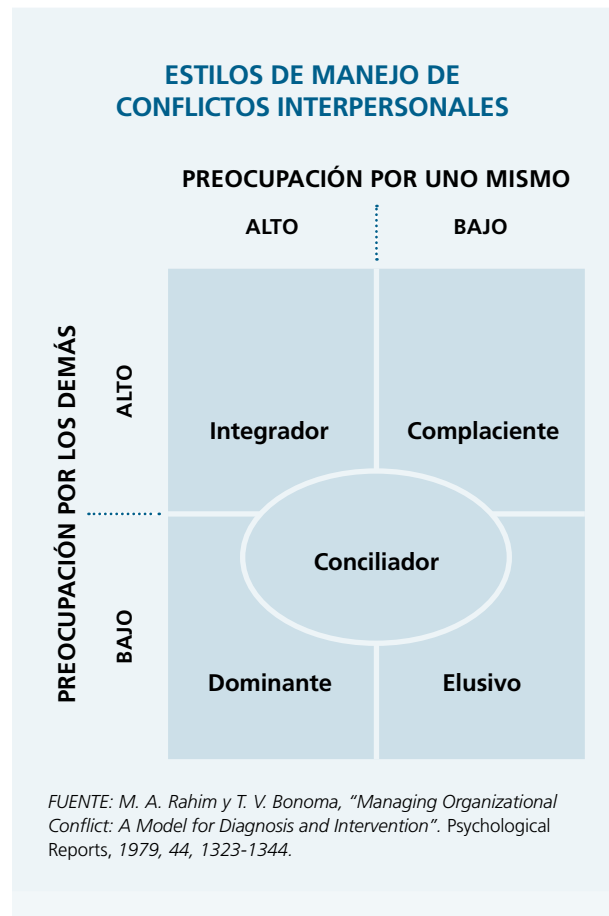 ESTILOS DE MANEJO DE
CONFLICTOS INTERPERSONALES
PREOCUPACIÓN POR UNO MISMO
ALTO
BAJO
PREOCUPACIÓN POR LOS DEMÁS
ALTO
BAJO
Integrador
Complaciente
Conciliador
Dominante
Elusivo
FUENTE: M. A. Rahim y T. V. Bonoma, “Managing Organizational
Conflict: A Model for Diagnosis and Intervention”. Psychological
Reports, 1979, 44, 1323-1344.